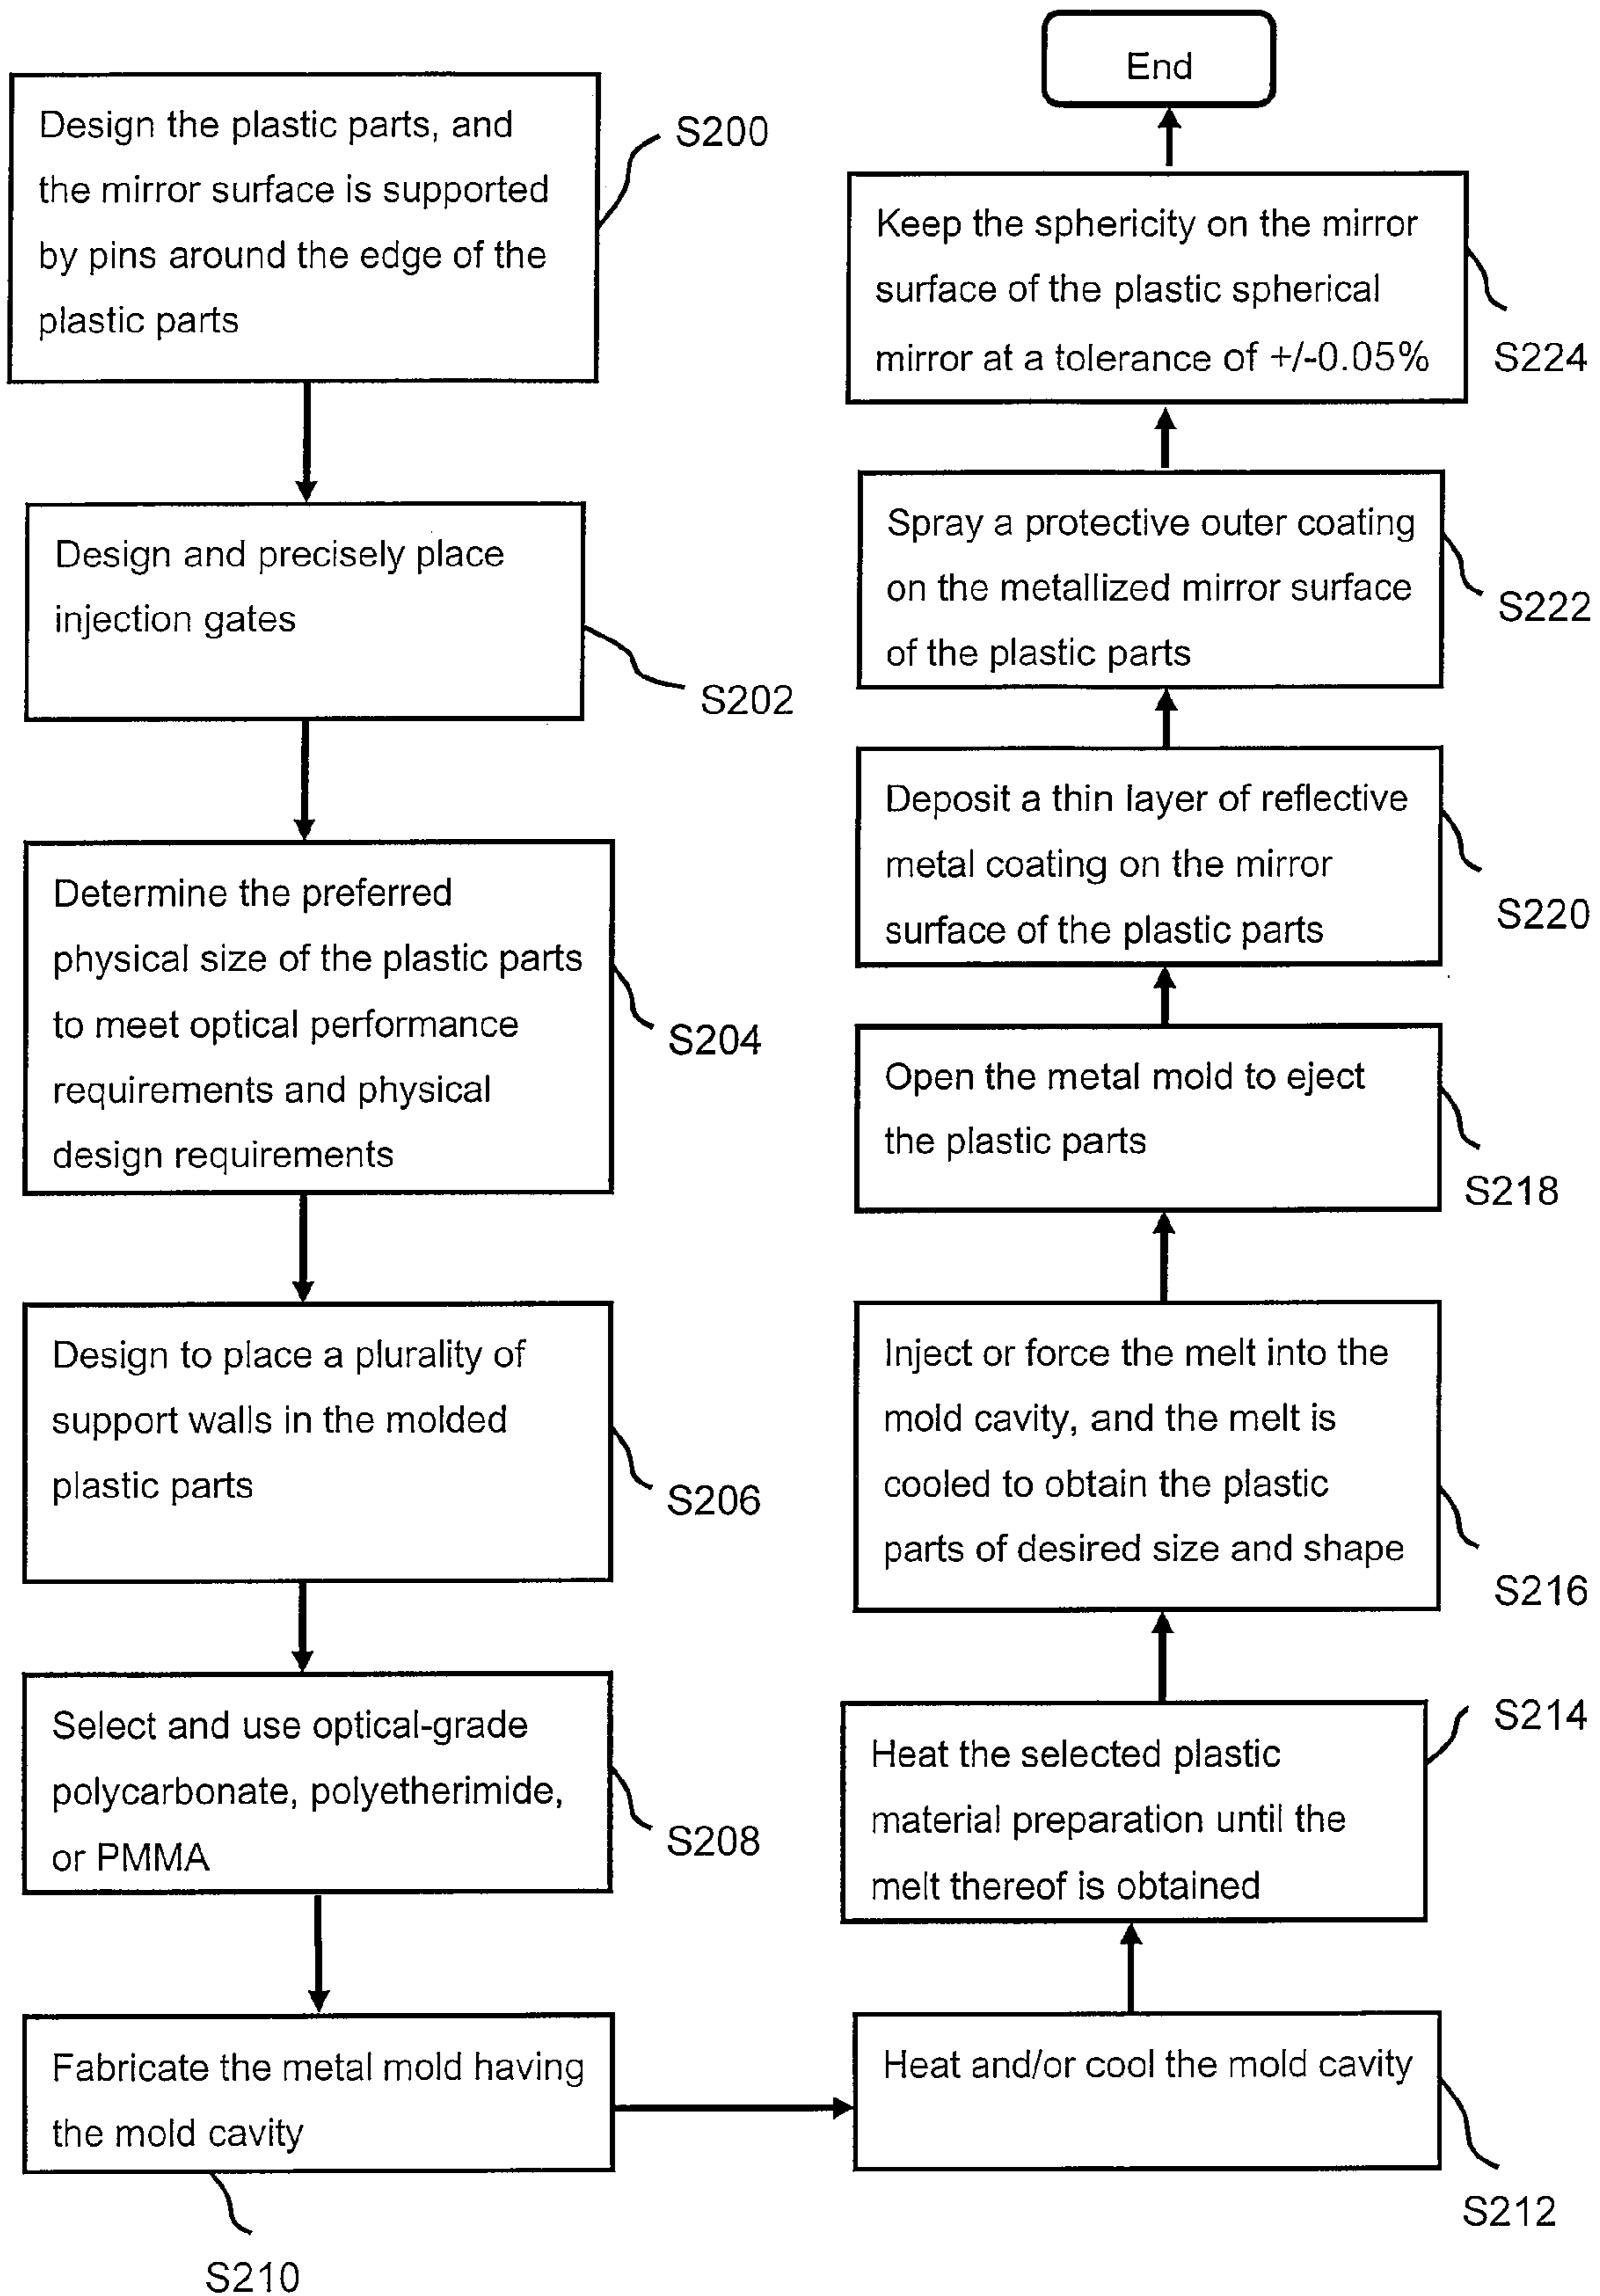 Design the plastic parts, and
the mirror surface is supported
by pins around the edge of the
plastic parts
S200
Design and precisely place
injection gates
S202
Determine the preferred
physical size of the plastic parts
to meet optical performance
requirements and physical
design requirements
S204
Design to place a plurality of
support walls in the molded
plastic parts
S206
Select and use optical-grade
polycarbonate, polyetherimide,
or PMMA
S208
Fabricate the metal mold having
the mold cavity
S210
Heat and/or cool the mold cavity
S212
Heat the selected plastic
material preparation until the
melt thereof is obtained
S214
Inject or force the melt into the
mold cavity, and the melt is
cooled to obtain the plastic
parts of desired size and shape
S216
Open the metal mold to eject
the plastic parts
S218
Deposit a thin layer of reflective
metal coating on the mirror
surface of the plastic parts
S220
Spray a protective outer coating
on the metallized mirror surface
of the plastic parts
S222
Keep the sphericity on the mirror
surface of the plastic spherical
mirror at a tolerance of +/-0.05%
S224
End